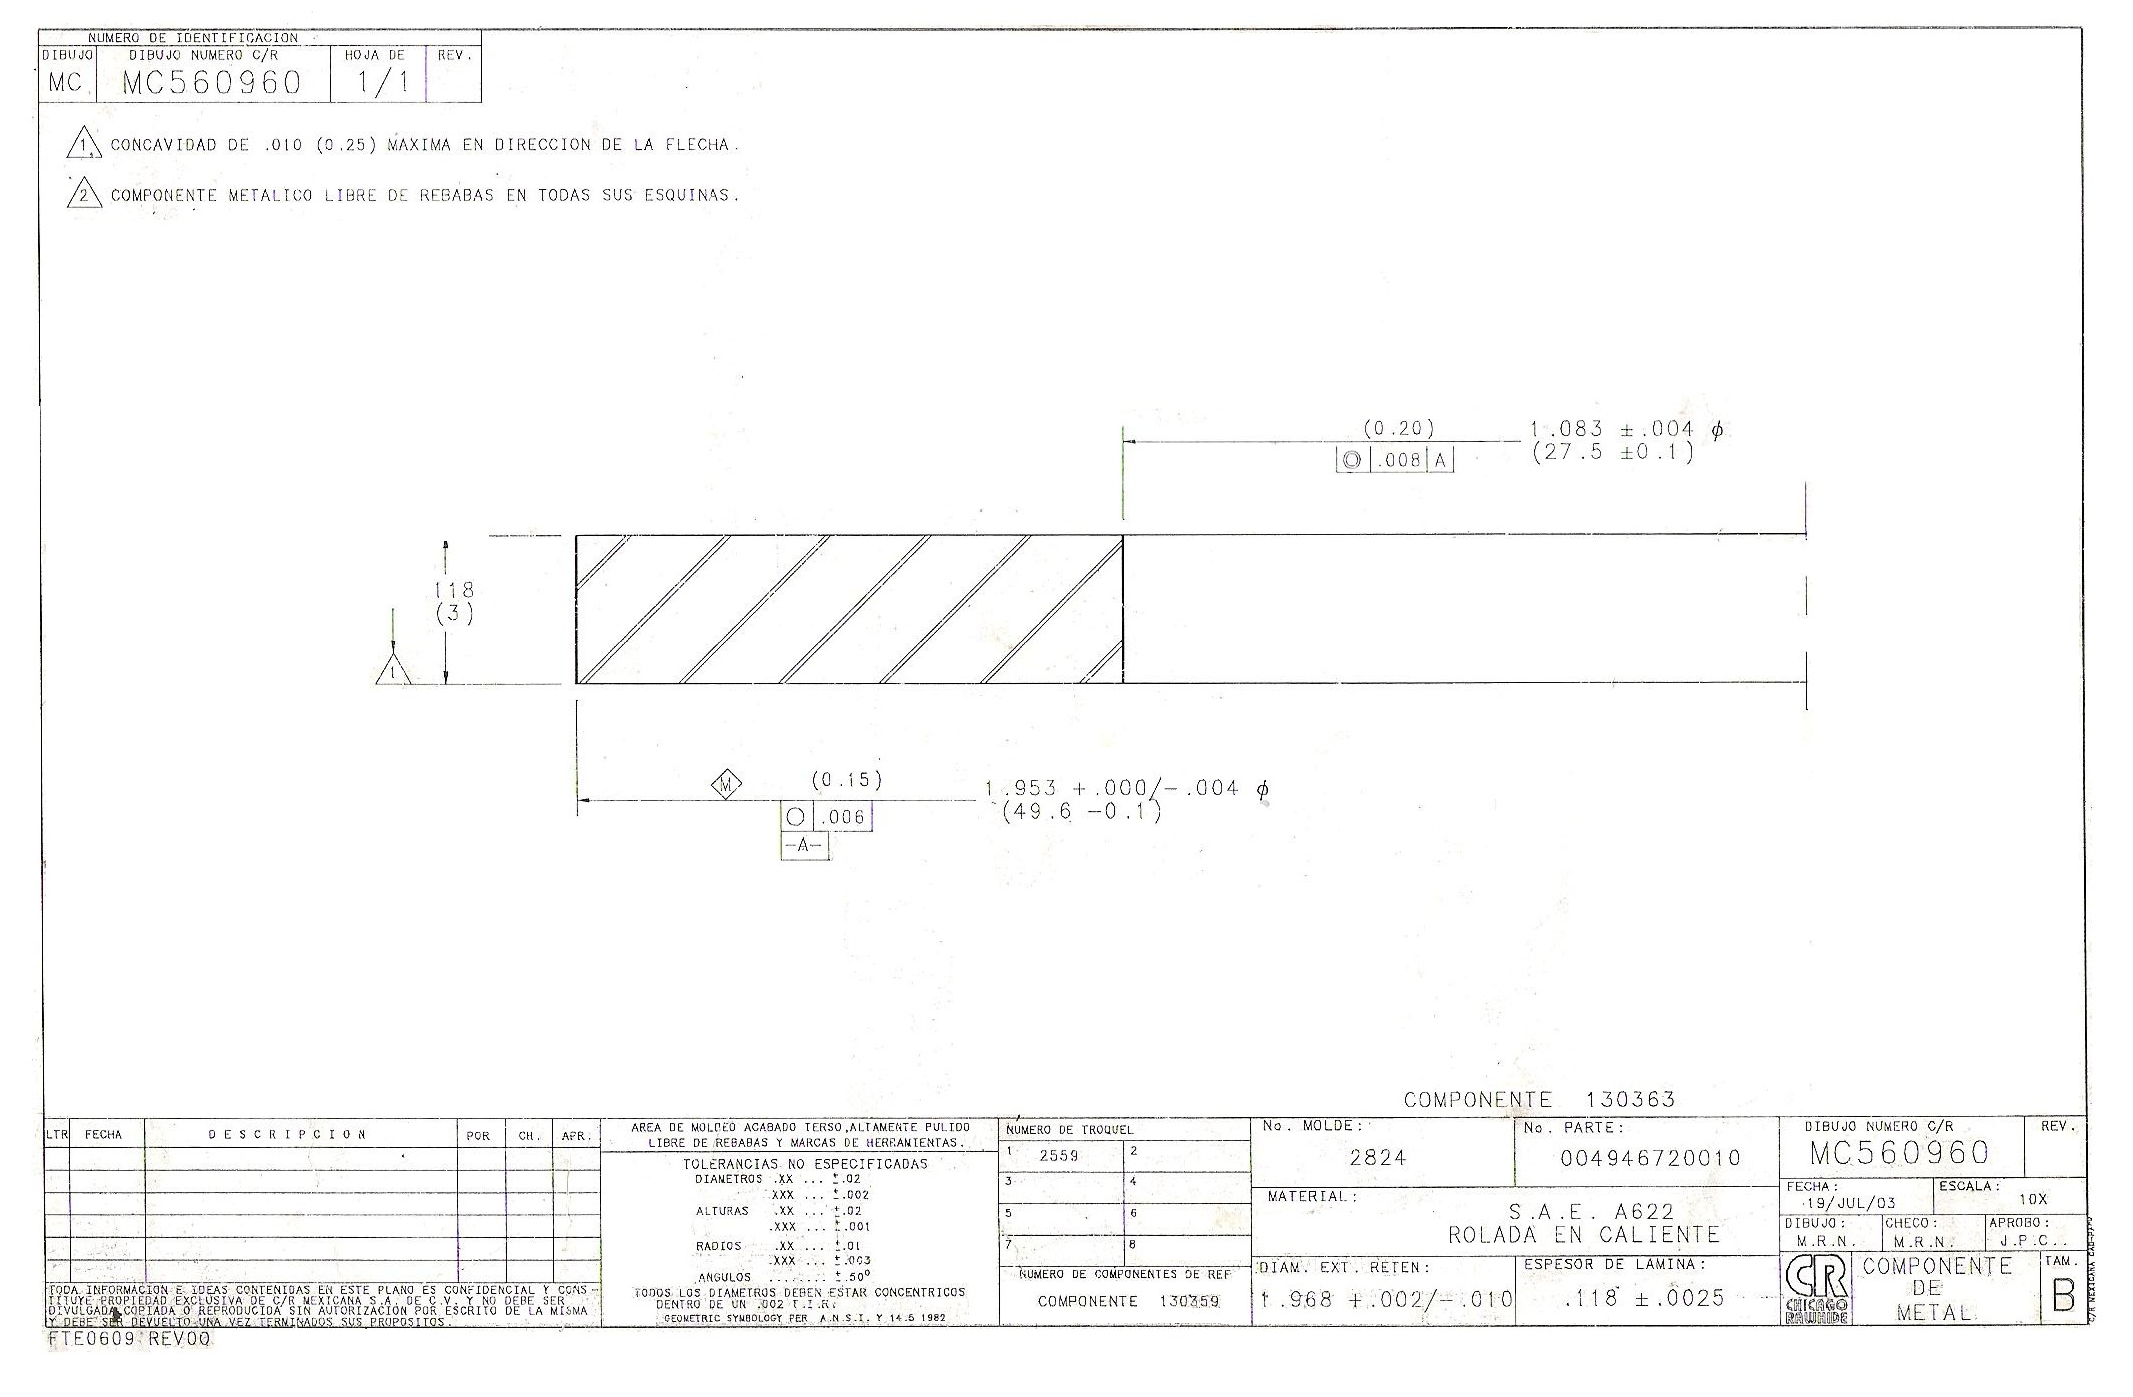 NUMERO DE IDENTIFICACION
DIBUJO DIBUJO NUMERO C/R HOJA DE REV.
MC MC560960 1/1
1 CONCAVIDAD DE .010 (0.25) MAXIMA EN DIRECCION DE LA FLECHA.
2 COMPONENTE METALICO LIBRE DE REBABAS EN TODAS SUS ESQUINAS.
(0.20) 1.083 ±.004 ϕ
◎ .008 A (27.5 ±0.1)
118
(3)
1
M (0.15) 1.953 +.000/-.004 ϕ
○ .006 (49.6 -0.1)
-A-
COMPONENTE 130363
LTR FECHA DESCRIPCION POR CH. APR.
TODA INFORMACION E IDEAS CONTENIDAS EN ESTE PLANO ES CONFIDENCIAL Y CONS-
TITUYE PROPIEDAD EXCLUSIVA DE C/R MEXICANA S.A. DE C.V. Y NO DEBE SER
DIVULGADA COPIADA O REPRODUCIDA SIN AUTORIZACION POR ESCRITO DE LA MISMA
Y DEBE SER DEVUELTO UNA VEZ TERMINADOS SUS PROPOSITOS.
FTE0609 REV00
AREA DE MOLDEO ACABADO TERSO,ALTAMENTE PULIDO
LIBRE DE REBABAS Y MARCAS DE HERRAMIENTAS.
TOLERANCIAS NO ESPECIFICADAS
DIAMETROS .XX ... ±.02
.XXX ... ±.002
ALTURAS .XX ... ±.02
.XXX ... ±.001
RADIOS .XX ... ±.01
.XXX ... ±.003
ANGULOS ........ ±.50°
TODOS LOS DIAMETROS DEBEN ESTAR CONCENTRICOS
DENTRO DE UN .002 T.I.R.
GEOMETRIC SYMBOLOGY PER A.N.S.I. Y 14.5 1982
NUMERO DE TROQUEL
1 2559 2
3 4
5 6
7 8
NUMERO DE COMPONENTES DE REF
COMPONENTE 130359
No. MOLDE:
2824
No. PARTE:
004946720010
MATERIAL:
S.A.E. A622
ROLADA EN CALIENTE
DIAM. EXT. RETEN:
1.968 +.002/-.010
ESPESOR DE LAMINA:
.118 ±.0025
DIBUJO NUMERO C/R REV.
MC560960
FECHA: ESCALA:
19/JUL/03 10X
DIBUJO: CHECO: APROBO:
M.R.N. M.R.N. J.P.C.
CR
CHICAGO
RAWHIDE
COMPONENTE
DE
METAL
TAM.
B